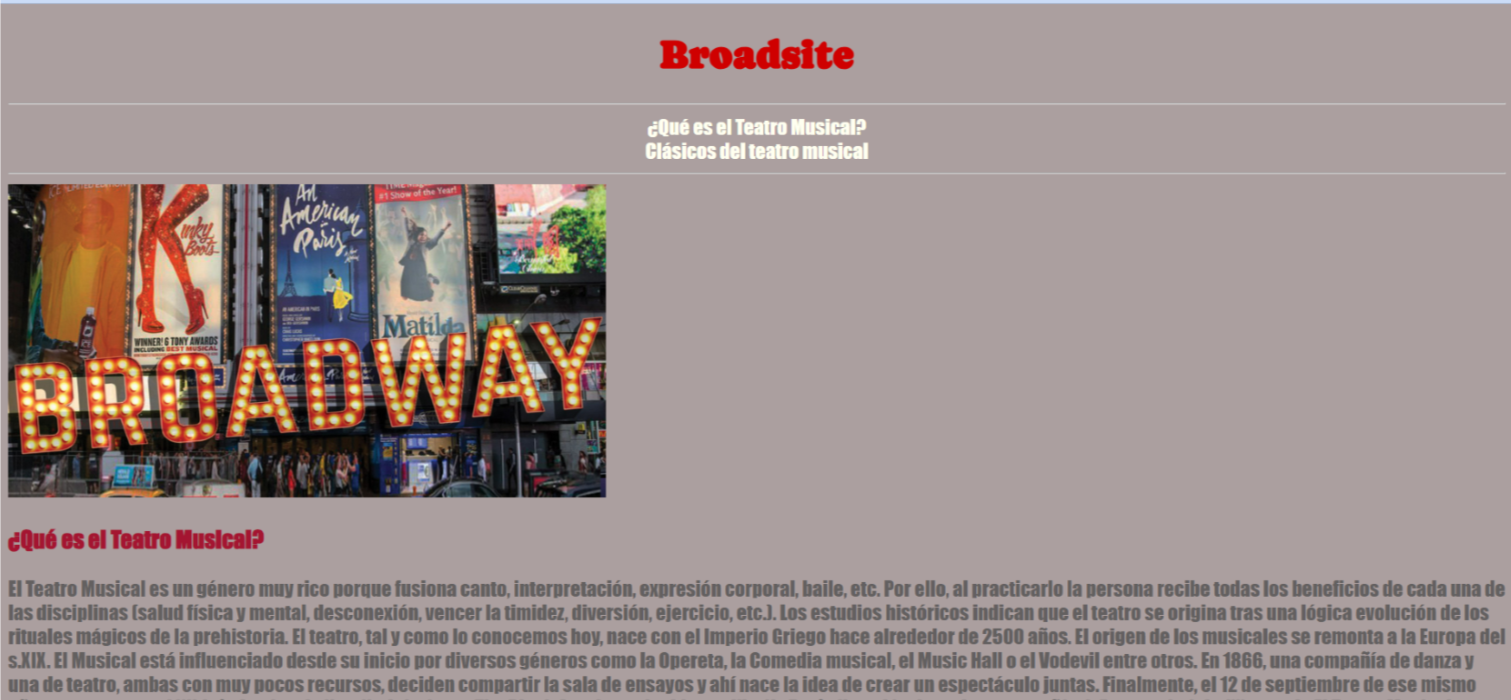 Broadsite
¿Qué es el Teatro Musical?
Clásicos del teatro musical
Kinky
Boots
WINNER! 6 TONY AWARDS
INCLUDING BEST MUSICAL
An
American
in
Paris
AN AMERICAN IN PARIS
#1 Show of the Year!
Matilda
BROADWAY
¿Qué es el Teatro Musical?
El Teatro Musical es un género muy rico porque fusiona canto, interpretación, expresión corporal, baile, etc. Por ello, al practicarlo la persona recibe todas los beneficios de cada una de
las disciplinas (salud física y mental, desconexión, vencer la timidez, diversión, ejercicio, etc.). Los estudios históricos indican que el teatro se origina tras una lógica evolución de los
rituales mágicos de la prehistoria. El teatro, tal y como lo conocemos hoy, nace con el Imperio Griego hace alrededor de 2500 años. El origen de los musicales se remonta a la Europa del
s.XIX. El Musical está influenciado desde su inicio por diversos géneros como la Opereta, la Comedia musical, el Music Hall o el Vodevil entre otros. En 1866, una compañía de danza y
una de teatro, ambas con muy pocos recursos, deciden compartir la sala de ensayos y ahí nace la idea de crear un espectáculo juntas. Finalmente, el 12 de septiembre de ese mismo